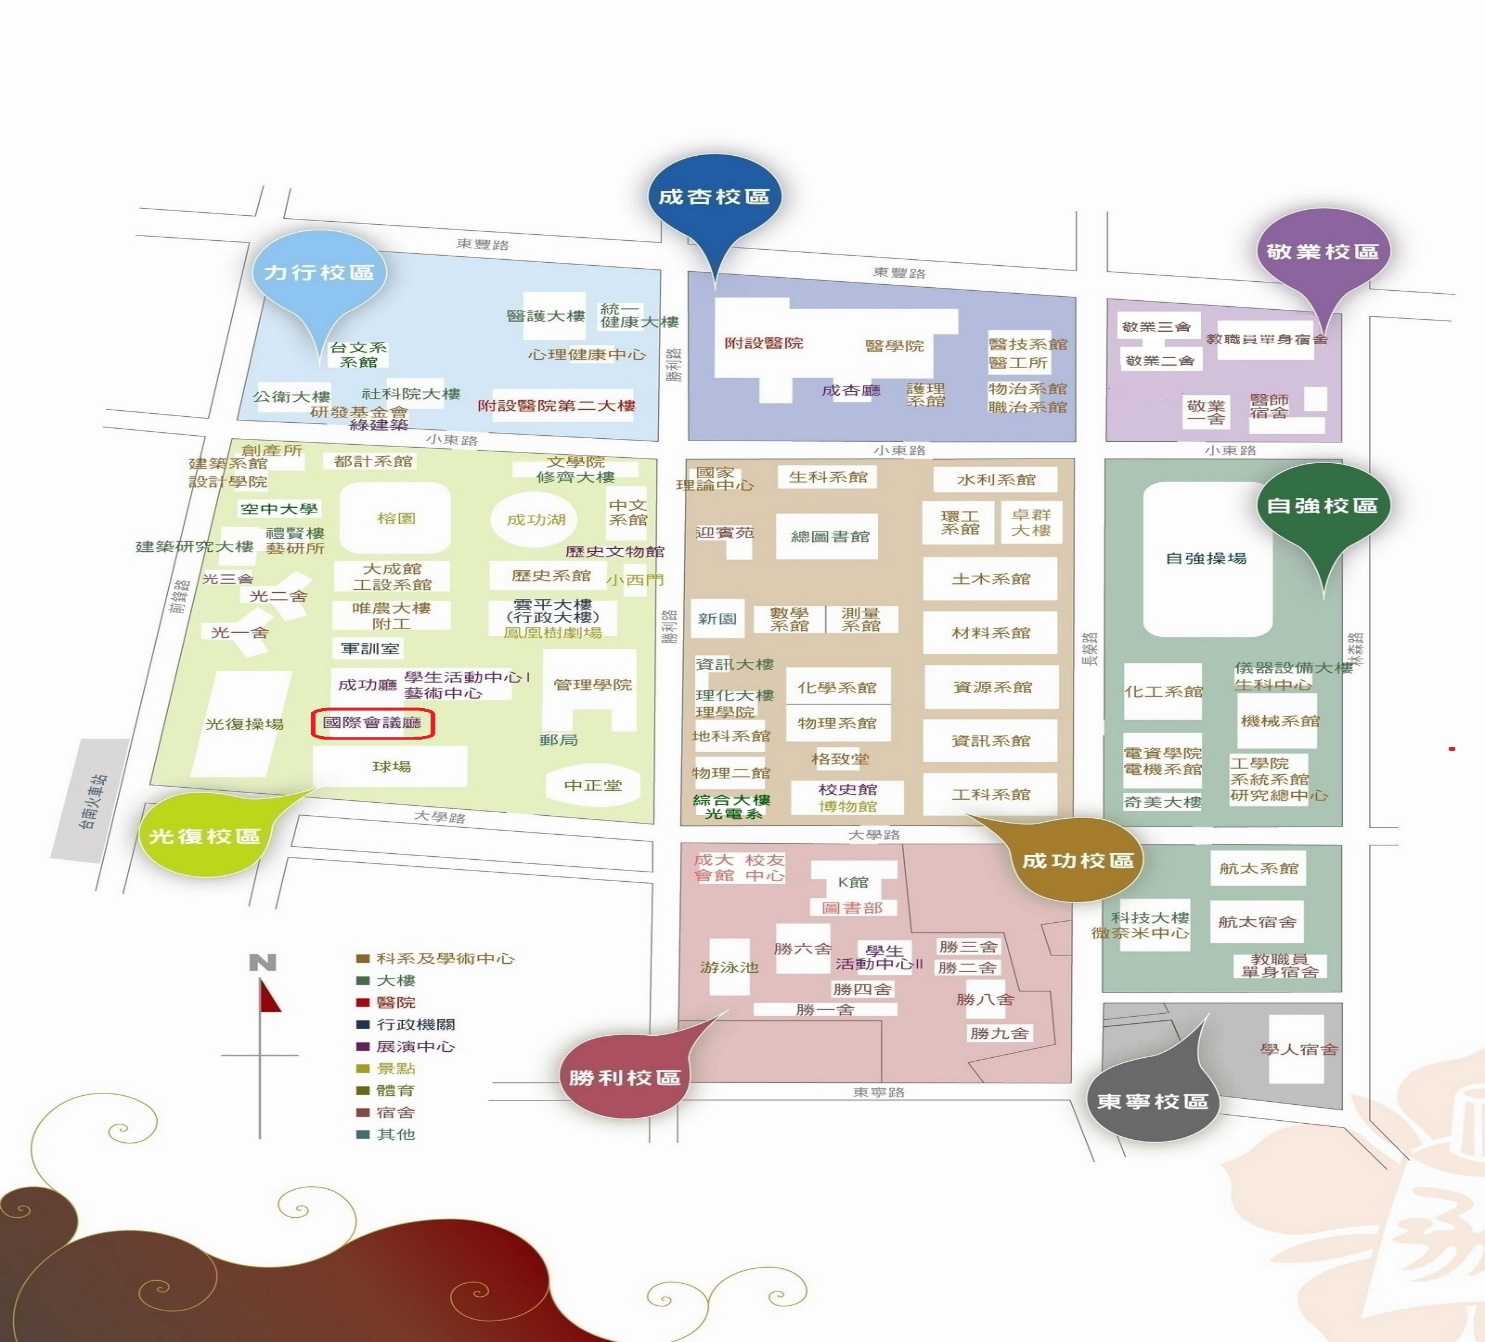 成杏校區
敬業校區
力行校區
東豐路
東豐路
醫護大樓
統一
健康大樓
台文系
系館
心理健康中心
公衛大樓
社科院大樓
研發基金會
綠建築
附設醫院第二大樓
勝利路
附設醫院
醫學院
醫技系館
醫工所
成杏廳
護理
系館
物治系館
職治系館
敬業三舍
教職員單身宿舍
敬業二舍
敬業
一舍
醫師
宿舍
小東路
小東路
小東路
創產所
建築系館
設計學院
都計系館
文學院
修齊大樓
空中大學
榕園
成功湖
中文
系館
禮賢樓
建築研究大樓
藝研所
歷史文物館
光三舍
大成館
工設系館
歷史系館
小西門
前鋒路
光二舍
唯農大樓
附工
雲平大樓
(行政大樓)
鳳凰樹劇場
光一舍
軍訓室
勝利路
成功廳
學生活動中心I
藝術中心
管理學院
光復操場
國際會議廳
郵局
球場
中正堂
台南火車站
光復校區
大學路
國家
理論中心
生科系館
水利系館
迎賓苑
總圖書館
環工
系館
卓群
大樓
土木系館
新園
數學
系館
測量
系館
材料系館
資訊大樓
理化大樓
理學院
化學系館
資源系館
地科系館
物理系館
資訊系館
物理二館
格致堂
綜合大樓
光電系
校史館
博物館
工科系館
長榮路
大學路
成功校區
自強校區
自強操場
林森路
儀器設備大樓
生科中心
化工系館
機械系館
電資學院
電機系館
工學院
系統系館
研究總中心
奇美大樓
成大 校友
會館 中心
K館
圖書部
勝六舍
學生
活動中心II
勝三舍
勝二舍
游泳池
勝四舍
勝八舍
勝一舍
勝九舍
勝利校區
東寧路
航太系館
科技大樓
微奈米中心
航太宿舍
教職員
單身宿舍
學人宿舍
東寧校區
N
科系及學術中心
大樓
醫院
行政機關
展演中心
景點
體育
宿舍
其他